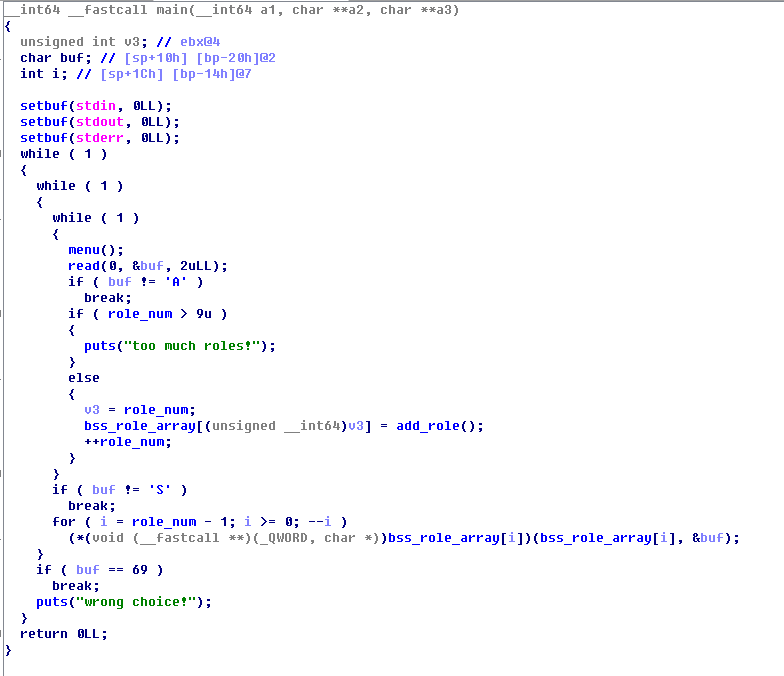 __int64 __fastcall main(__int64 a1, char **a2, char **a3)
{
  unsigned int v3; // ebx@4
  char buf; // [sp+10h] [bp-20h]@2
  int i; // [sp+1Ch] [bp-14h]@7

  setbuf(stdin, 0LL);
  setbuf(stdout, 0LL);
  setbuf(stderr, 0LL);
  while ( 1 )
  {
    while ( 1 )
    {
      while ( 1 )
      {
        menu();
        read(0, &buf, 2uLL);
        if ( buf != 'A' )
          break;
        if ( role_num > 9u )
        {
          puts("too much roles!");
        }
        else
        {
          v3 = role_num;
          bss_role_array[(unsigned __int64)v3] = add_role();
          ++role_num;
        }
      }
      if ( buf != 'S' )
        break;
      for ( i = role_num - 1; i >= 0; --i )
        (*(void (__fastcall **)(_QWORD, char *))bss_role_array[i])(bss_role_array[i], &buf);
    }
    if ( buf == 69 )
      break;
    puts("wrong choice!");
  }
  return 0LL;
}